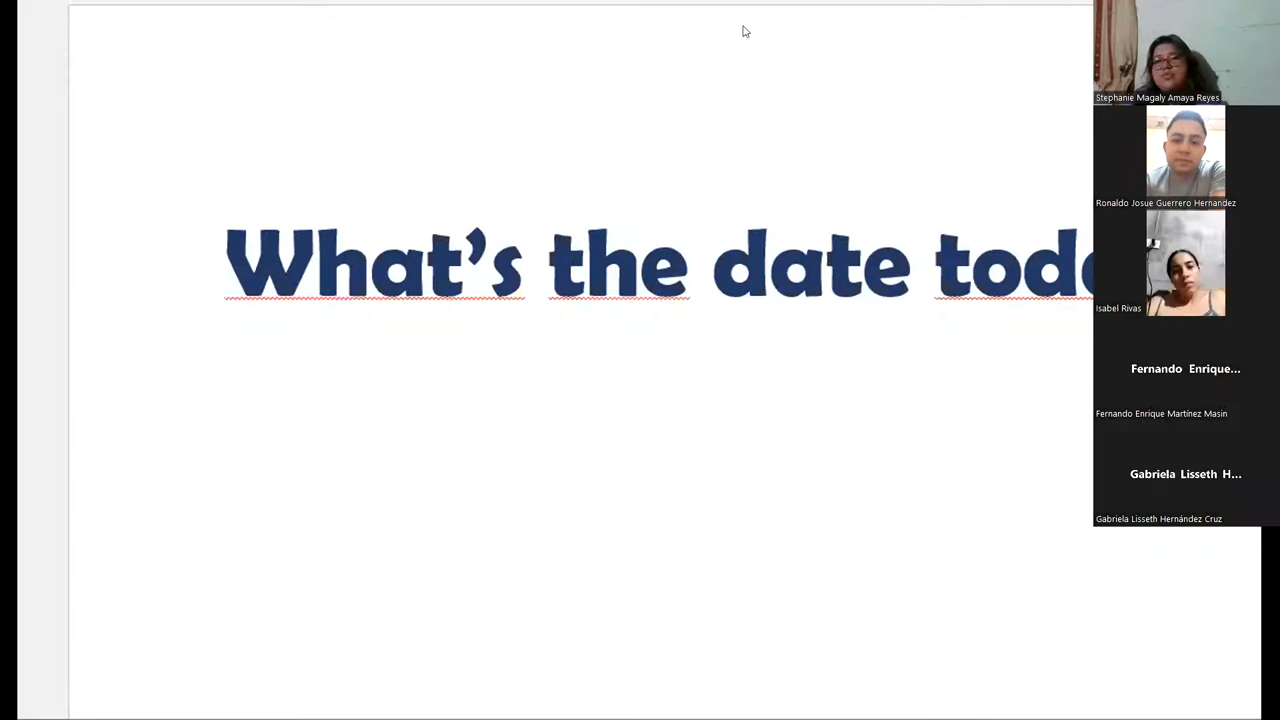 What's the date toda
Stephanie Magaly Amaya Reyes
Ronaldo Josue Guerrero Hernandez
Isabel Rivas
Fernando Enrique...
Fernando Enrique Martínez Masin
Gabriela Lisseth H...
Gabriela Lisseth Hernández Cruz